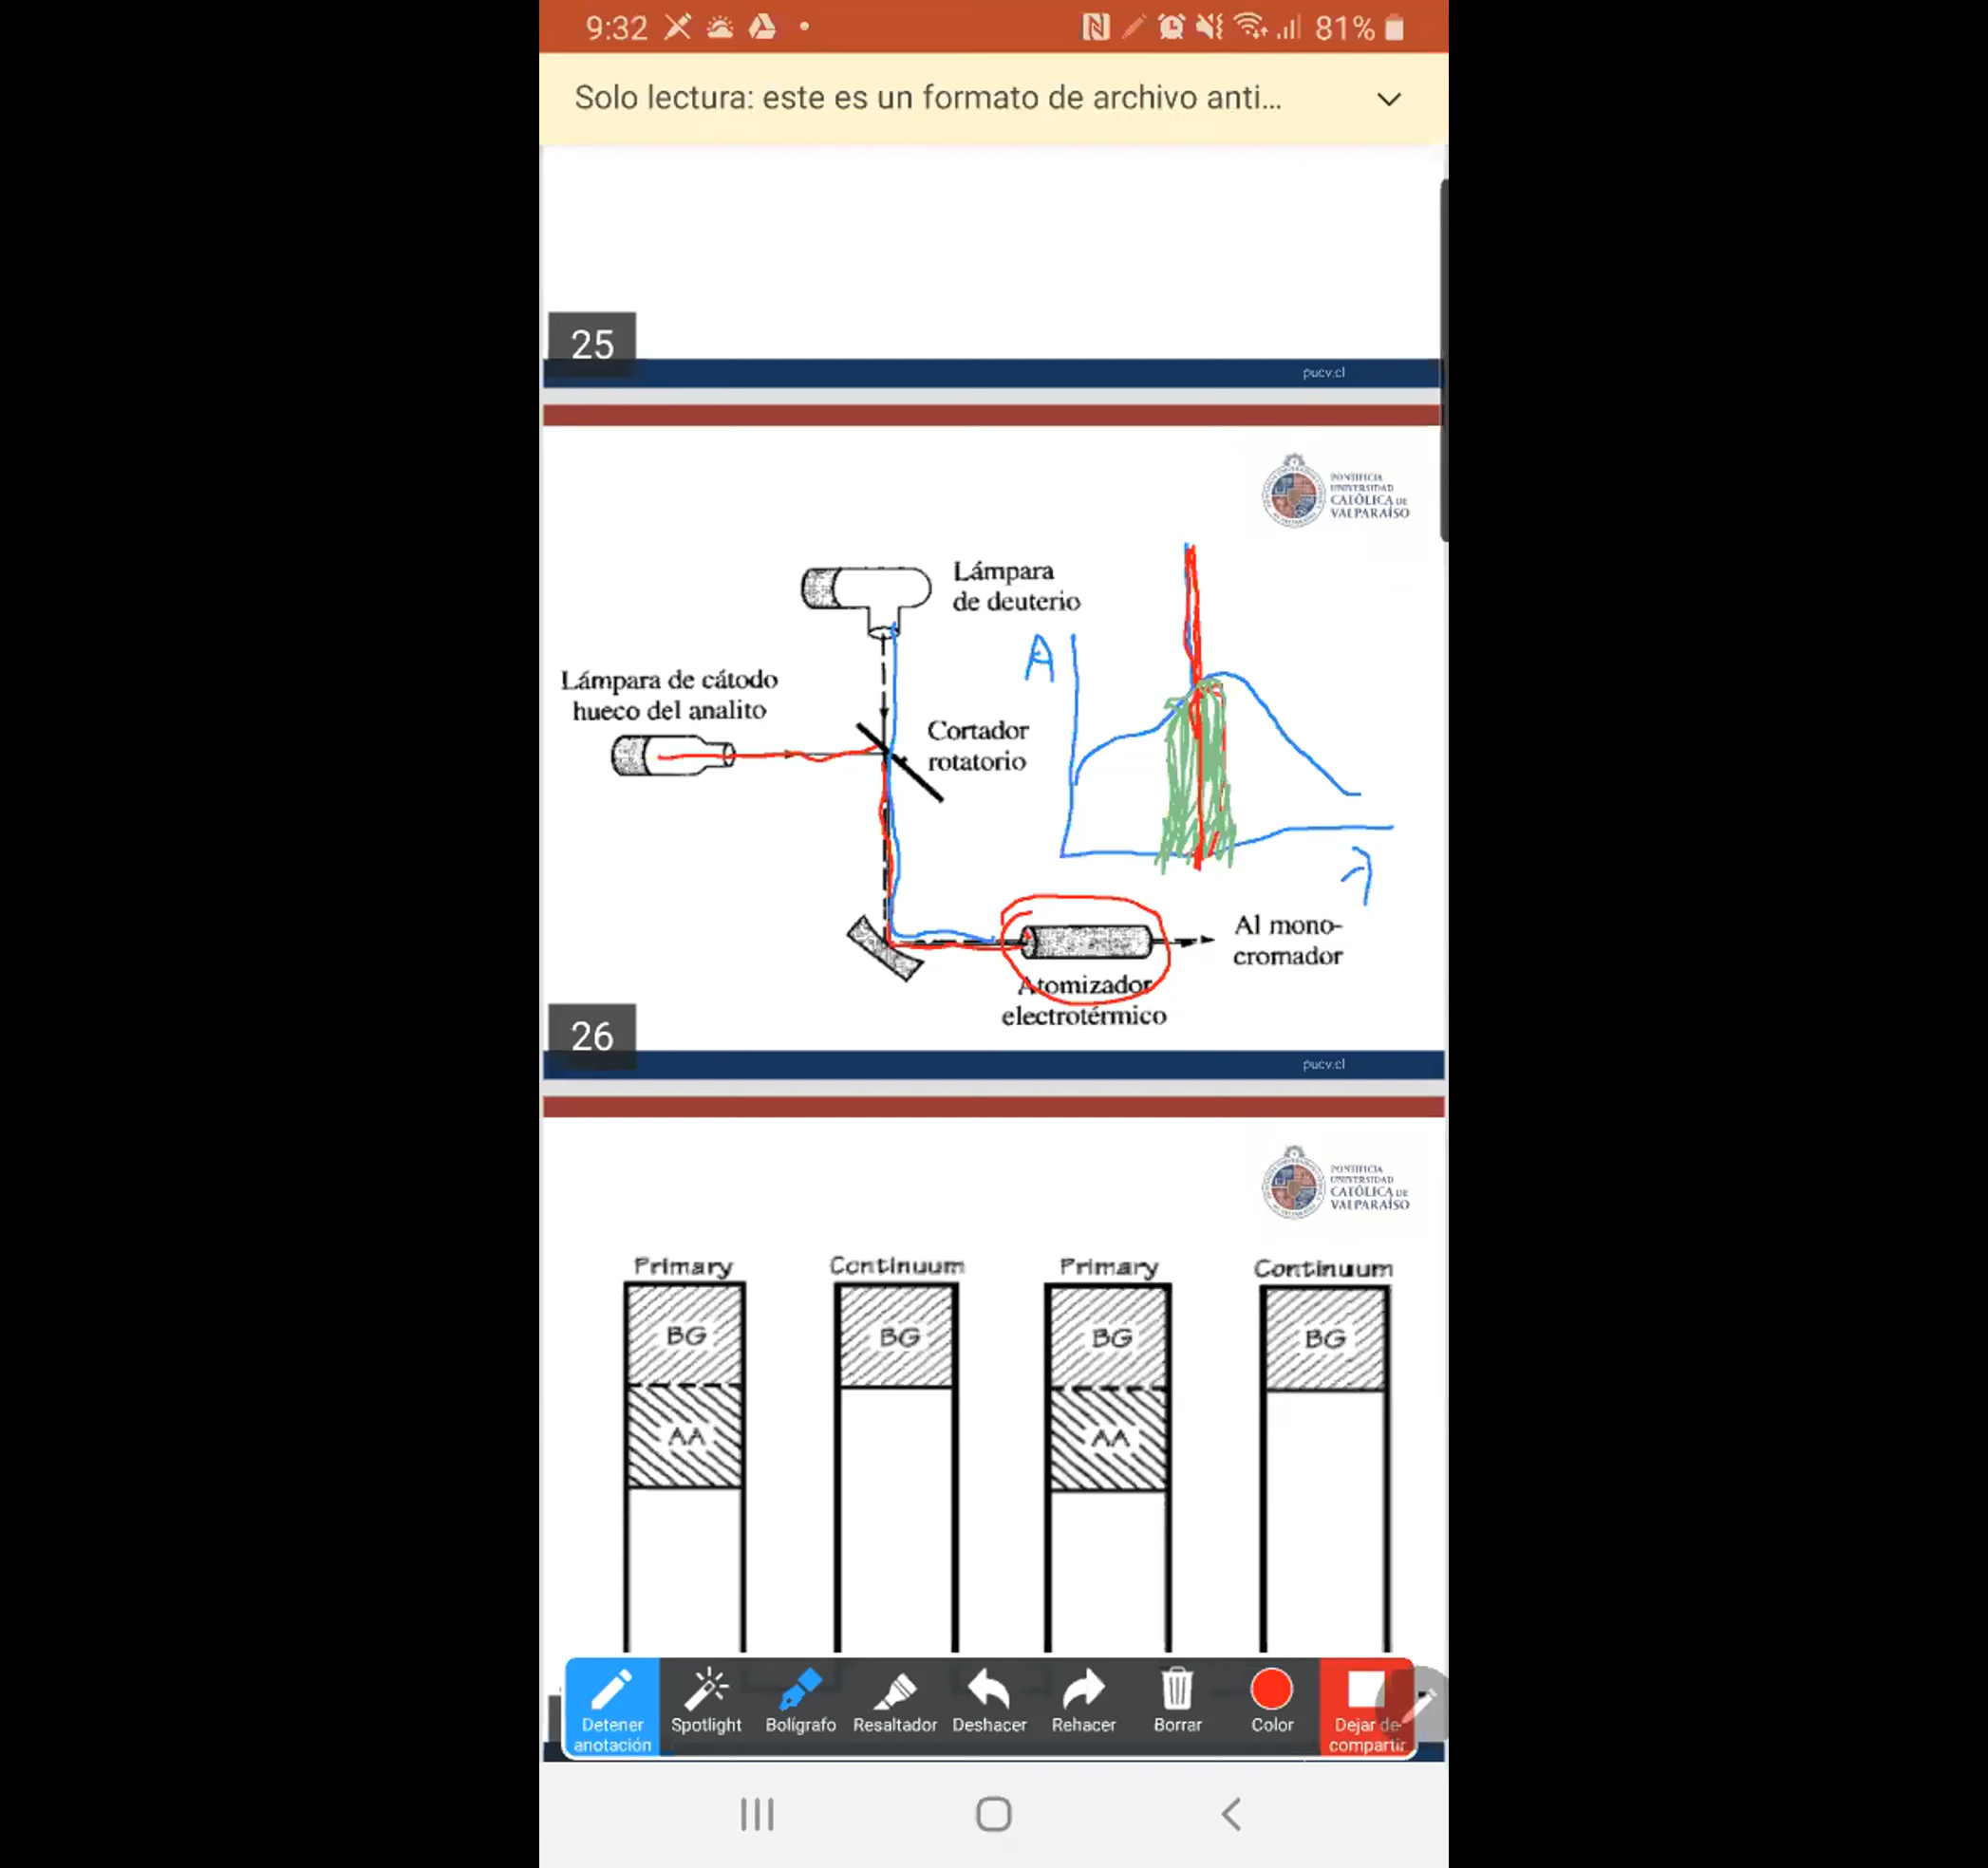 9:32
81%
Solo lectura: este es un formato de archivo anti...
25
pucv.cl
PONTIFICIA
UNIVERSIDAD
CATÓLICA DE
VALPARAÍSO
Lámpara
de deuterio
A
Lámpara de cátodo
hueco del analito
Cortador
rotatorio
λ
Al mono-
cromador
Atomizador
electrotérmico
26
pucv.cl
PONTIFICIA
UNIVERSIDAD
CATÓLICA DE
VALPARAÍSO
Primary Continuum Primary Continuum
BG BG BG BG
AA AA
Detener
anotación
Spotlight
Bolígrafo
Resaltador
Deshacer
Rehacer
Borrar
Color
Dejar de
compartir